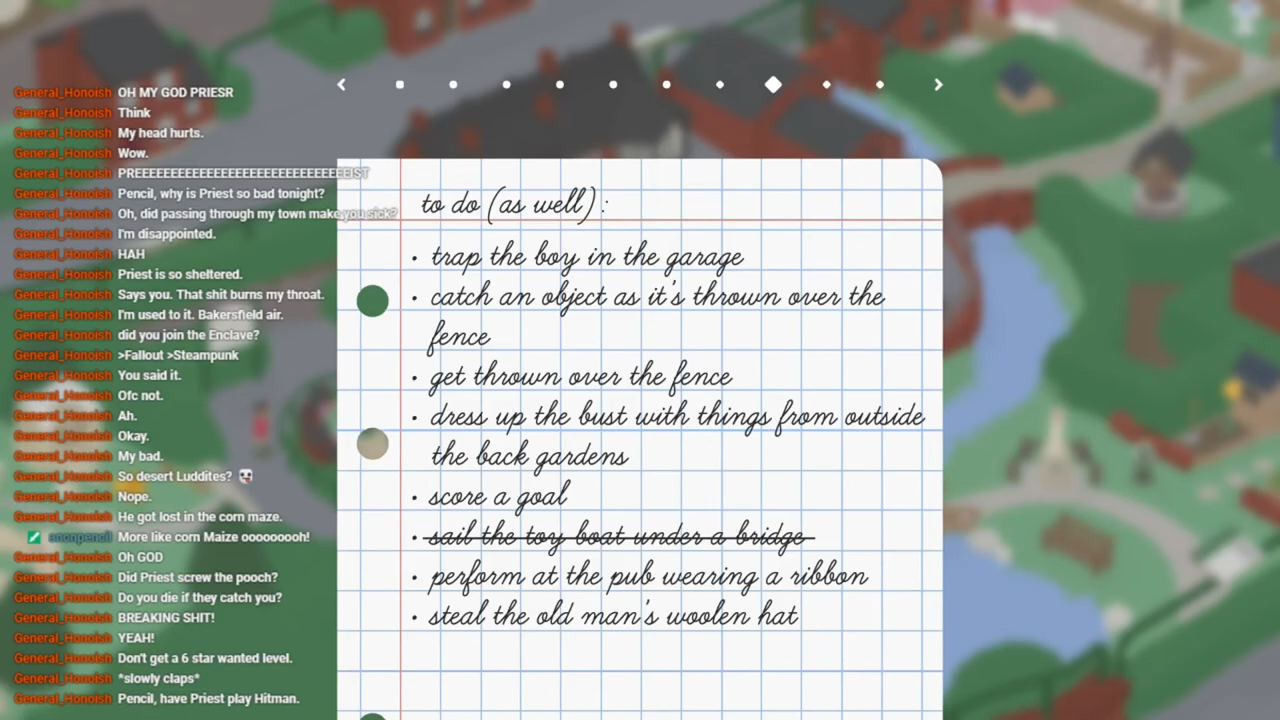 General_Honoish OH MY GOD PRIESR
General_Honoish Think
General_Honoish My head hurts.
General_Honoish Wow.
General_Honoish PREEEEEEEEEEEEEEEEEEEEEEEEEEEEIST
General_Honoish Pencil, why is Priest so bad tonight?
General_Honoish Oh, did passing through my town make you sick?
General_Honoish I'm disappointed.
General_Honoish HAH
General_Honoish Priest is so sheltered.
General_Honoish Says you. That shit burns my throat.
General_Honoish I'm used to it. Bakersfield air.
General_Honoish did you join the Enclave?
General_Honoish >Fallout >Steampunk
General_Honoish You said it.
General_Honoish Ofc not.
General_Honoish Ah.
General_Honoish Okay.
General_Honoish My bad.
General_Honoish So desert Luddites?
General_Honoish Nope.
General_Honoish He got lost in the corn maze.
anonpencil More like corn Maize ooooooooh!
General_Honoish Oh GOD
General_Honoish Did Priest screw the pooch?
General_Honoish Do you die if they catch you?
General_Honoish BREAKING SHIT!
General_Honoish YEAH!
General_Honoish Don't get a 6 star wanted level.
General_Honoish *slowly claps*
General_Honoish Pencil, have Priest play Hitman.
to do (as well):
• trap the boy in the garage
• catch an object as it's thrown over the
fence
• get thrown over the fence
• dress up the bust with things from outside
the back gardens
• score a goal
• sail the toy boat under a bridge
• perform at the pub wearing a ribbon
• steal the old man's woolen hat